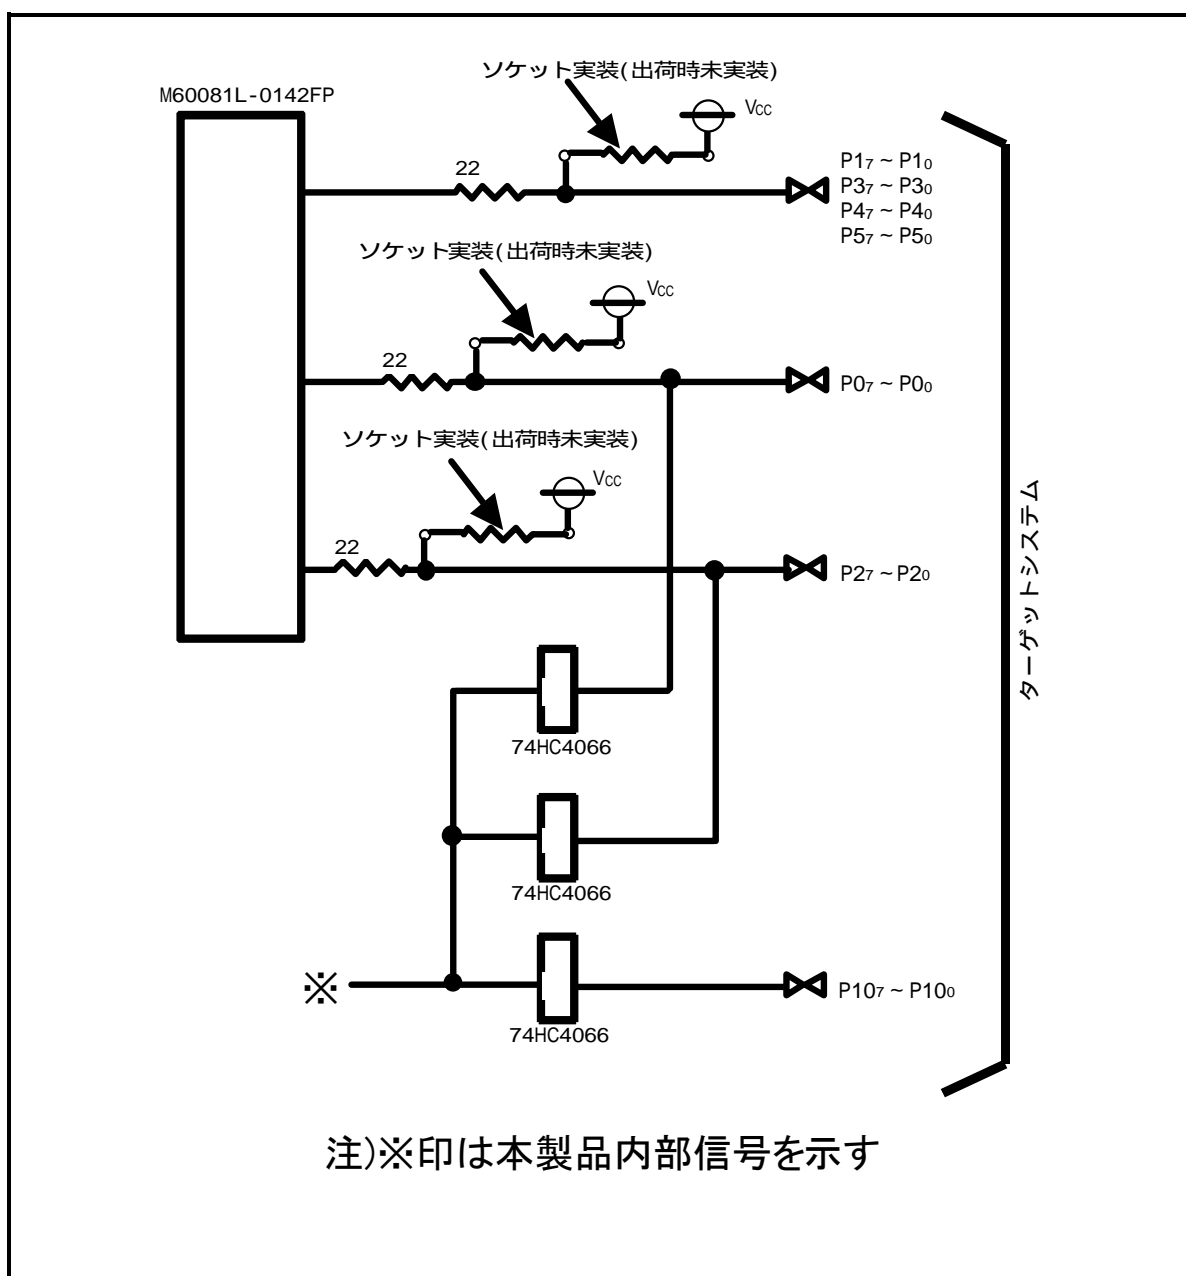 ソケット実装(出荷時未実装)
M60081L-0142FP
Vcc
22
P17 ~ P10
P37 ~ P30
P47 ~ P40
P57 ~ P50
ソケット実装(出荷時未実装)
Vcc
22
P07 ~ P00
ソケット実装(出荷時未実装)
Vcc
22
P27 ~ P20
ターゲットシステム
74HC4066
74HC4066
※
P107 ~ P100
74HC4066
注)※印は本製品内部信号を示す